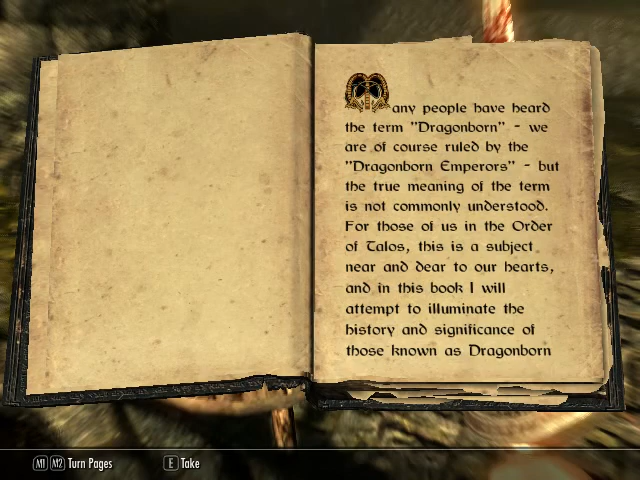 Many people have heard
the term "Dragonborn" - we
are of course ruled by the
"Dragonborn Emperors" - but
the true meaning of the term
is not commonly understood.
For those of us in the Order
of Talos, this is a subject
near and dear to our hearts,
and in this book I will
attempt to illuminate the
history and significance of
those known as Dragonborn
M1 M2 Turn Pages
E Take